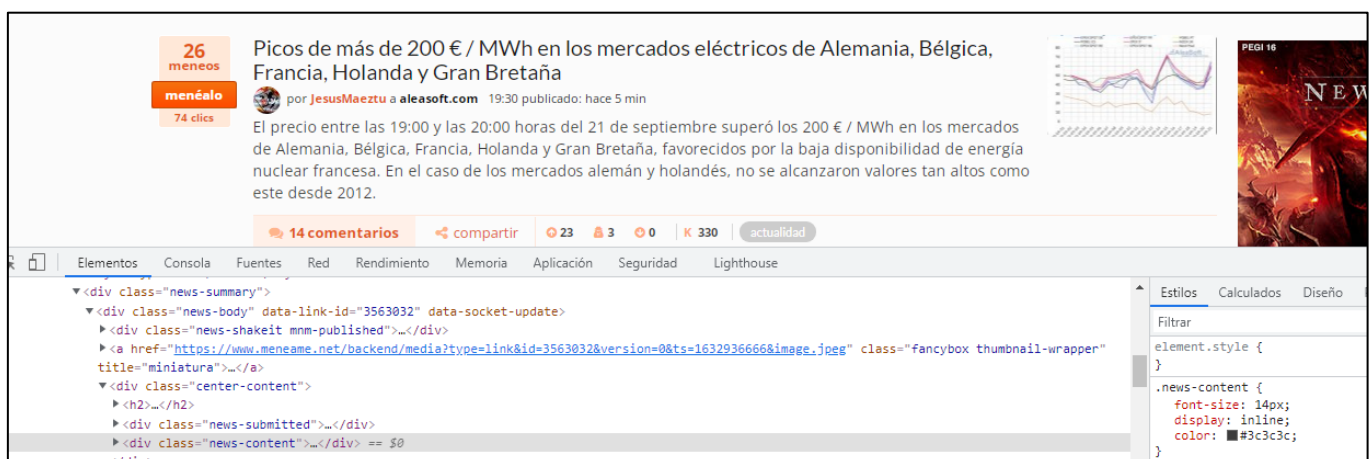 26
meneos
menéalo
74 clics
Picos de más de 200 € / MWh en los mercados eléctricos de Alemania, Bélgica,
Francia, Holanda y Gran Bretaña
por JesusMaeztu a aleasoft.com 19:30 publicado: hace 5 min
El precio entre las 19:00 y las 20:00 horas del 21 de septiembre superó los 200 € / MWh en los mercados
de Alemania, Bélgica, Francia, Holanda y Gran Bretaña, favorecidos por la baja disponibilidad de energía
nuclear francesa. En el caso de los mercados alemán y holandés, no se alcanzaron valores tan altos como
este desde 2012.
14 comentarios compartir 23 3 0 K 330 actualidad
PEGI 16
NEW
Elementos Consola Fuentes Red Rendimiento Memoria Aplicación Seguridad Lighthouse
▼<div class="news-summary">
▼<div class="news-body" data-link-id="3563032" data-socket-update>
▶<div class="news-shakeit mnm-published">…</div>
▶<a href="https://www.meneame.net/backend/media?type=link&id=3563032&version=0&ts=1632936666&image.jpeg" class="fancybox thumbnail-wrapper"
title="miniatura">…</a>
▼<div class="center-content">
▶<h2>…</h2>
▶<div class="news-submitted">…</div>
▶<div class="news-content">…</div> == $0
Estilos Calculados Diseño
Filtrar
element.style {
}
.news-content {
font-size: 14px;
display: inline;
color: #3c3c3c;
}